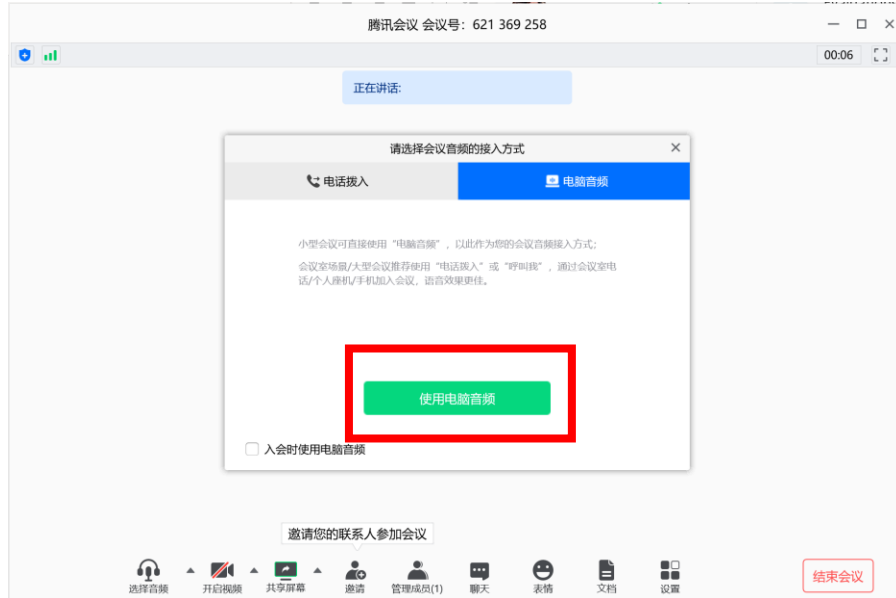 腾讯会议 会议号：621 369 258
00:06
正在讲话:
请选择会议音频的接入方式
电话拨入
电脑音频
小型会议可直接使用“电脑音频”，以此作为您的会议音频接入方式;
会议室场景/大型会议推荐使用“电话拨入”或“呼叫我”，通过会议室电
话/个人座机/手机加入会议，语音效果更佳。
使用电脑音频
入会时使用电脑音频
邀请您的联系人参加会议
选择音频
开启视频
共享屏幕
邀请
管理成员(1)
聊天
表情
文档
设置
结束会议